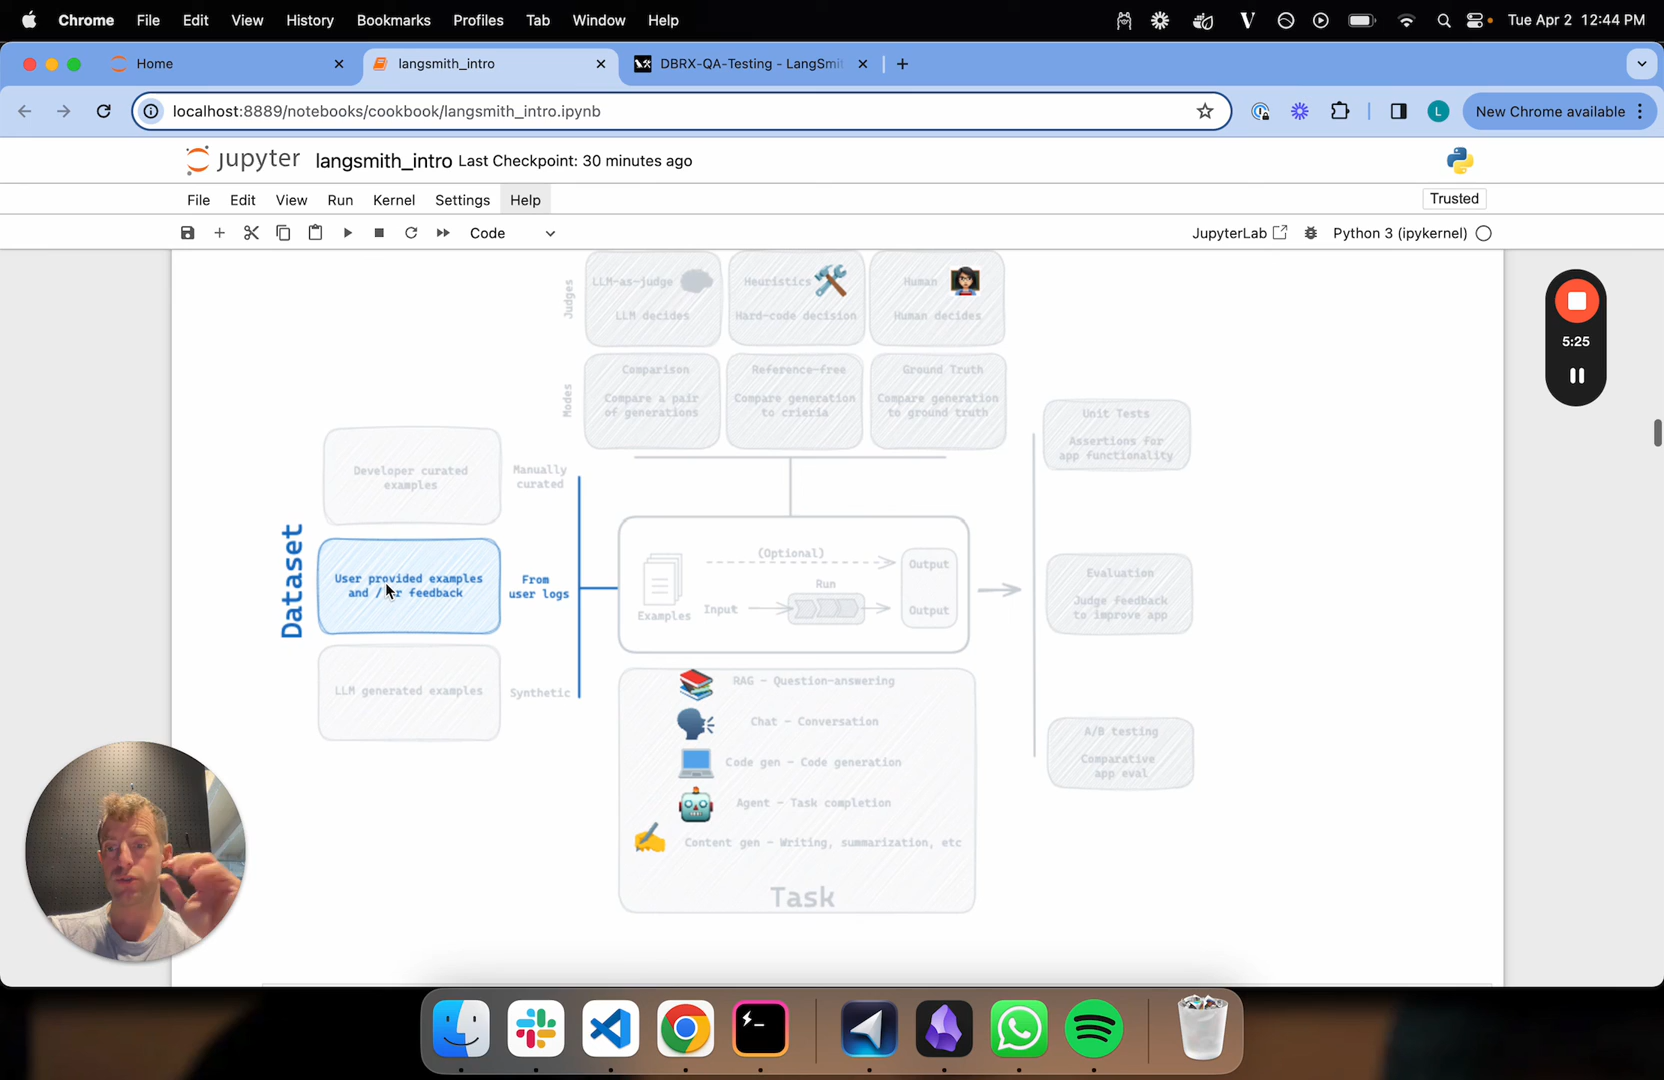 Chrome File Edit View History Bookmarks Profiles Tab Window Help
Tue Apr 2 12:44 PM
Home
langsmith_intro
DBRX-QA-Testing - LangSmit
localhost:8889/notebooks/cookbook/langsmith_intro.ipynb
L
New Chrome available
jupyter langsmith_intro Last Checkpoint: 30 minutes ago
File Edit View Run Kernel Settings Help
Trusted
Code
JupyterLab
Python 3 (ipykernel)
5:25
Judges
LLM-as-judge
LLM decides
Heuristics
Hard-code decision
Human
Human decides
Modes
Comparison
Compare a pair
of generations
Reference-free
Compare generation
to crieria
Ground Truth
Compare generation
to ground truth
Unit Tests
Assertions for
app functionality
Developer curated
examples
Manually
curated
Dataset
User provided examples
and / or feedback
From
user logs
LLM generated examples
Synthetic
(Optional)
Examples
Input
Run
Output
Output
Evaluation
Judge feedback
to improve app
A/B testing
Comparative
app eval
RAG - Question-answering
Chat - Conversation
Code gen - Code generation
Agent - Task completion
Content gen - Writing, summarization, etc
Task